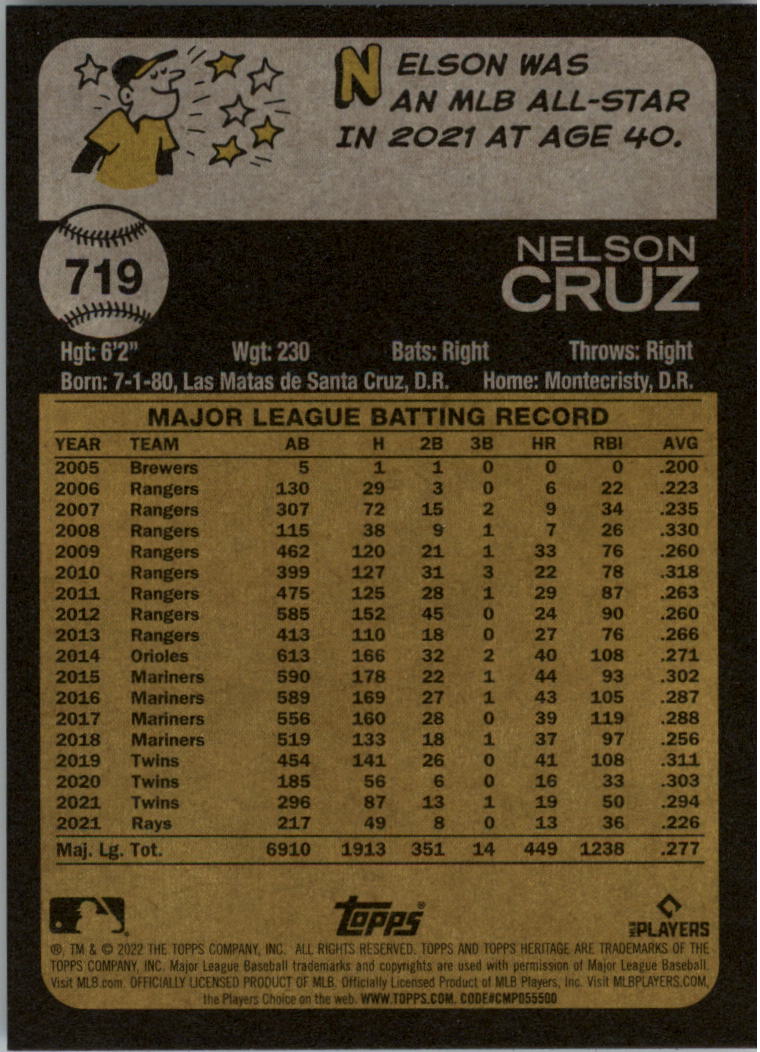 NELSON WAS
AN MLB ALL-STAR
IN 2021 AT AGE 40.
719
NELSON
CRUZ
Hgt: 6'2" Wgt: 230 Bats: Right Throws: Right
Born: 7-1-80, Las Matas de Santa Cruz, D.R. Home: Montecristy, D.R.
MAJOR LEAGUE BATTING RECORD
YEAR TEAM AB H 2B 3B HR RBI AVG
2005 Brewers 5 1 1 0 0 0 .200
2006 Rangers 130 29 3 0 6 22 .223
2007 Rangers 307 72 15 2 9 34 .235
2008 Rangers 115 38 9 1 7 26 .330
2009 Rangers 462 120 21 1 33 76 .260
2010 Rangers 399 127 31 3 22 78 .318
2011 Rangers 475 125 28 1 29 87 .263
2012 Rangers 585 152 45 0 24 90 .260
2013 Rangers 413 110 18 0 27 76 .266
2014 Orioles 613 166 32 2 40 108 .271
2015 Mariners 590 178 22 1 44 93 .302
2016 Mariners 589 169 27 1 43 105 .287
2017 Mariners 556 160 28 0 39 119 .288
2018 Mariners 519 133 18 1 37 97 .256
2019 Twins 454 141 26 0 41 108 .311
2020 Twins 185 56 6 0 16 33 .303
2021 Twins 296 87 13 1 19 50 .294
2021 Rays 217 49 8 0 13 36 .226
Maj. Lg. Tot. 6910 1913 351 14 449 1238 .277
Topps® MLB PLAYERS
®, TM & © 2022 THE TOPPS COMPANY, INC. ALL RIGHTS RESERVED. TOPPS AND TOPPS HERITAGE ARE TRADEMARKS OF THE
TOPPS COMPANY, INC. Major League Baseball trademarks and copyrights are used with permission of Major League Baseball.
Visit MLB.com. OFFICIALLY LICENSED PRODUCT OF MLB. Officially Licensed Product of MLB Players, Inc. Visit MLBPLAYERS.COM,
the Players Choice on the web. WWW.TOPPS.COM. CODE#CMP055500